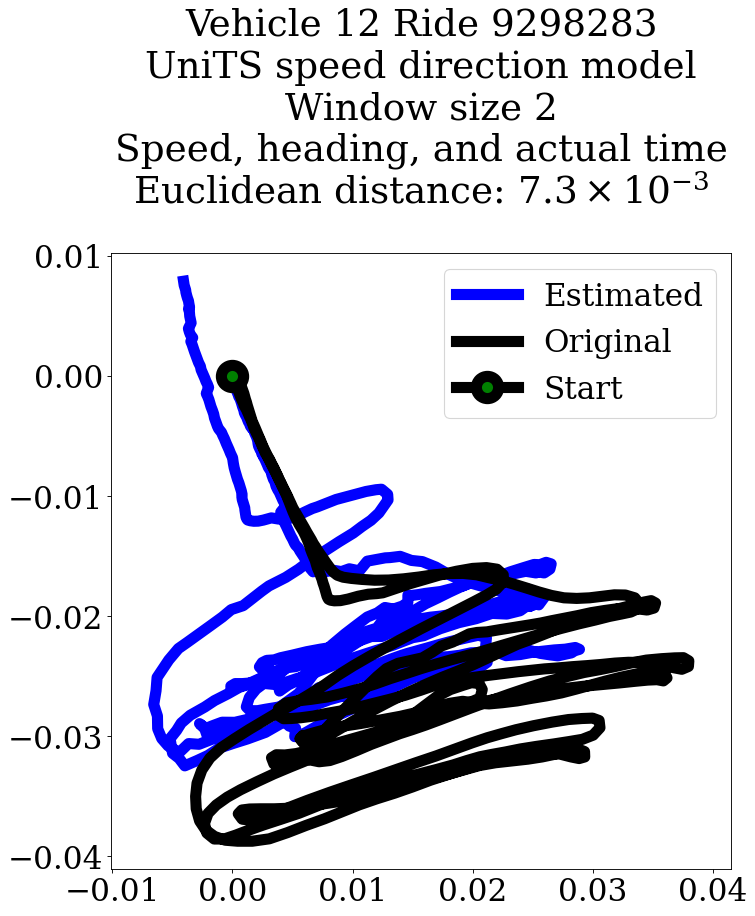 Vehicle 12 Ride 9298283
UniTS speed direction model
Window size 2
Speed, heading, and actual time
Euclidean distance: 7.3 × 10⁻³
Estimated
Original
Start
0.01
0.00
−0.01
−0.02
−0.03
−0.04
−0.01 0.00 0.01 0.02 0.03 0.04